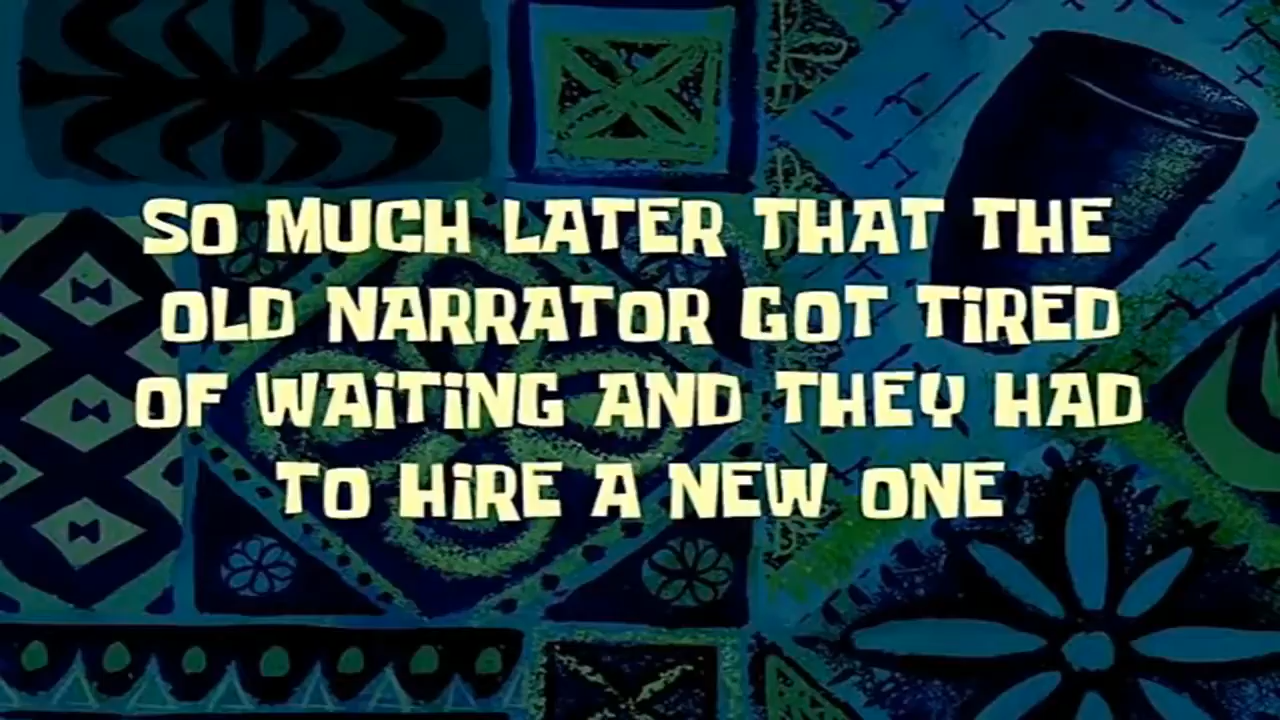 SO MUCH LATER THAT THE
OLD NARRATOR GOT TiRED
OF WAiTiNG AND THEY HAD
TO HiRE A NEW ONE